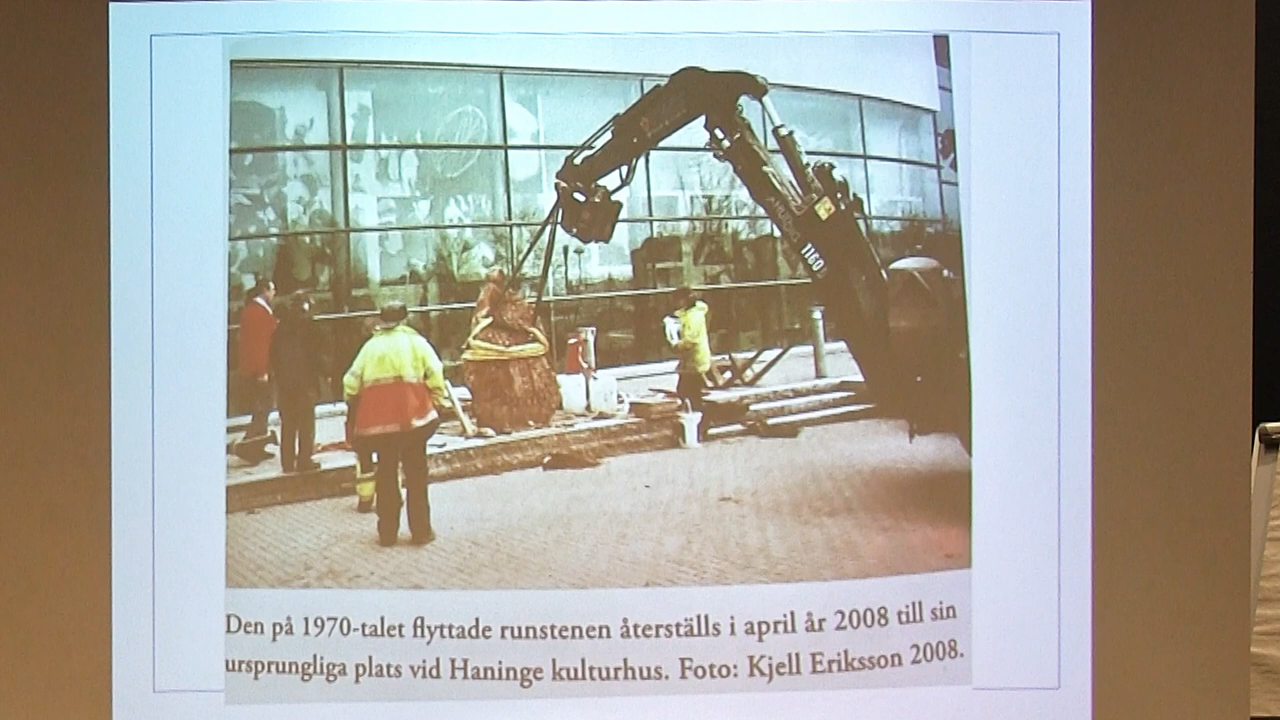 1160
Den på 1970-talet flyttade runstenen återställs i april år 2008 till sin
ursprungliga plats vid Haninge kulturhus. Foto: Kjell Eriksson 2008.